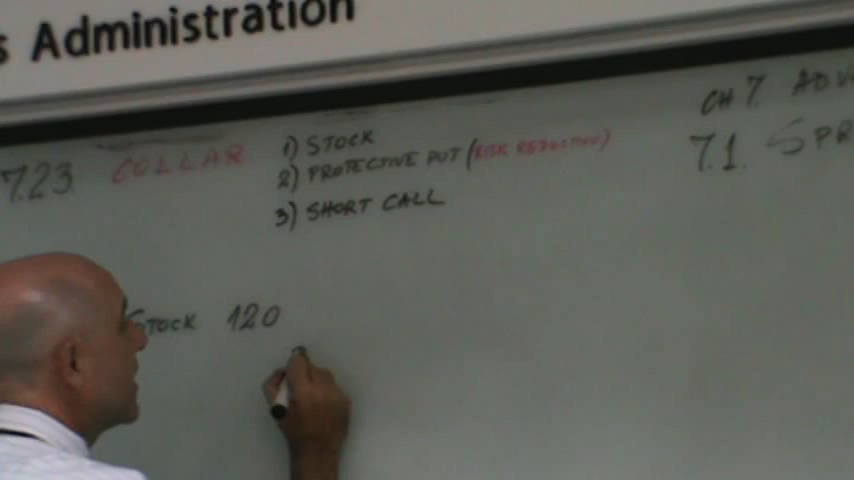 s Administration
7.23 COLLAR
1) STOCK
2) PROTECTIVE PUT (RISK REDUCTION)
3) SHORT CALL
STOCK 120
CH 7. ADV
7.1. SPR